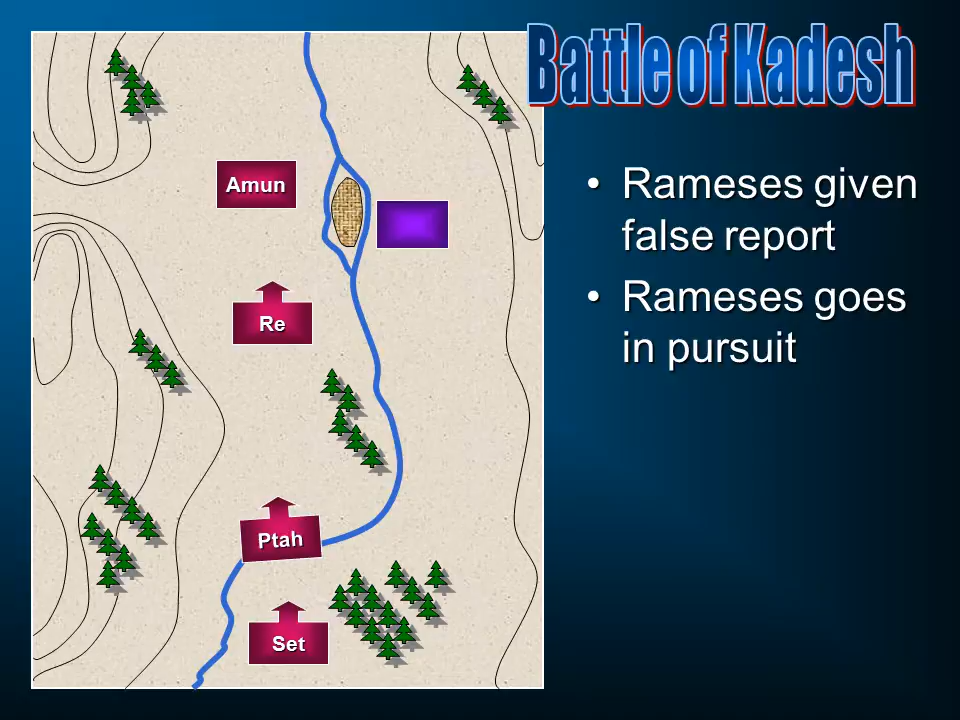 Battle of Kadesh
Amun
Re
Ptah
Set
• Rameses given
false report
• Rameses goes
in pursuit